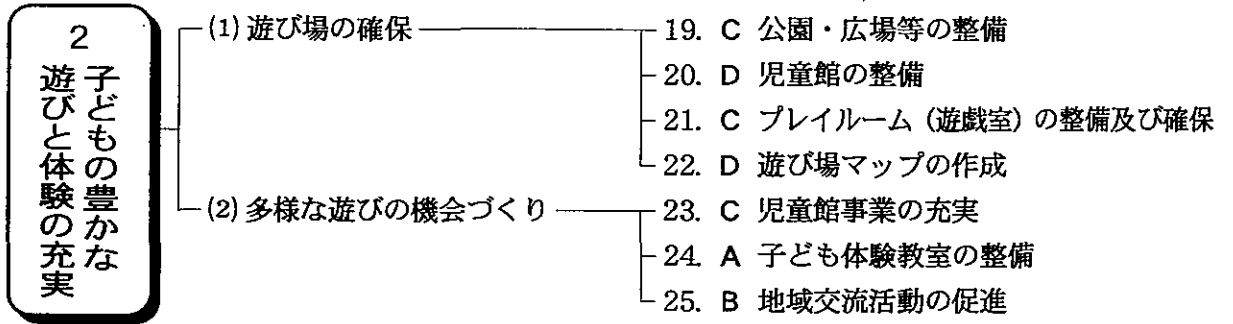 2
子どもの豊かな
遊びと体験の充実
(1) 遊び場の確保
19. C 公園・広場等の整備
20. D 児童館の整備
21. C プレイルーム（遊戯室）の整備及び確保
22. D 遊び場マップの作成
(2) 多様な遊びの機会づくり
23. C 児童館事業の充実
24. A 子ども体験教室の整備
25. B 地域交流活動の促進